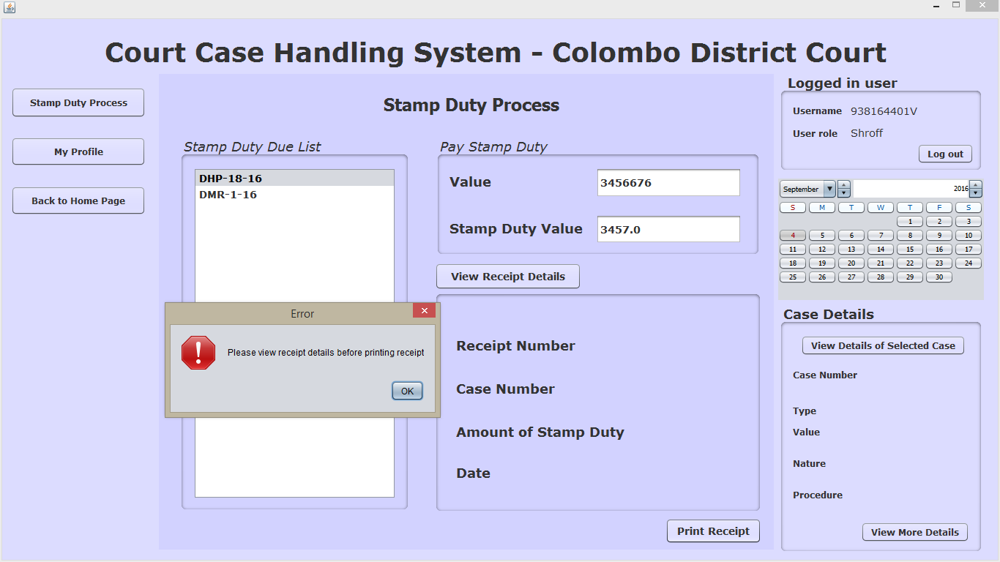 Court Case Handling System - Colombo District Court
Stamp Duty Process
My Profile
Back to Home Page
Stamp Duty Process
Stamp Duty Due List
DHP-18-16
DMR-1-16
Pay Stamp Duty
Value 3456676
Stamp Duty Value 3457.0
View Receipt Details
Receipt Number
Case Number
Amount of Stamp Duty
Date
Print Receipt
Error
Please view receipt details before printing receipt
OK
Logged in user
Username 938164401V
User role Shroff
Log out
September 2016
S M T W T F S
1 2 3
4 5 6 7 8 9 10
11 12 13 14 15 16 17
18 19 20 21 22 23 24
25 26 27 28 29 30
Case Details
View Details of Selected Case
Case Number
Type
Value
Nature
Procedure
View More Details